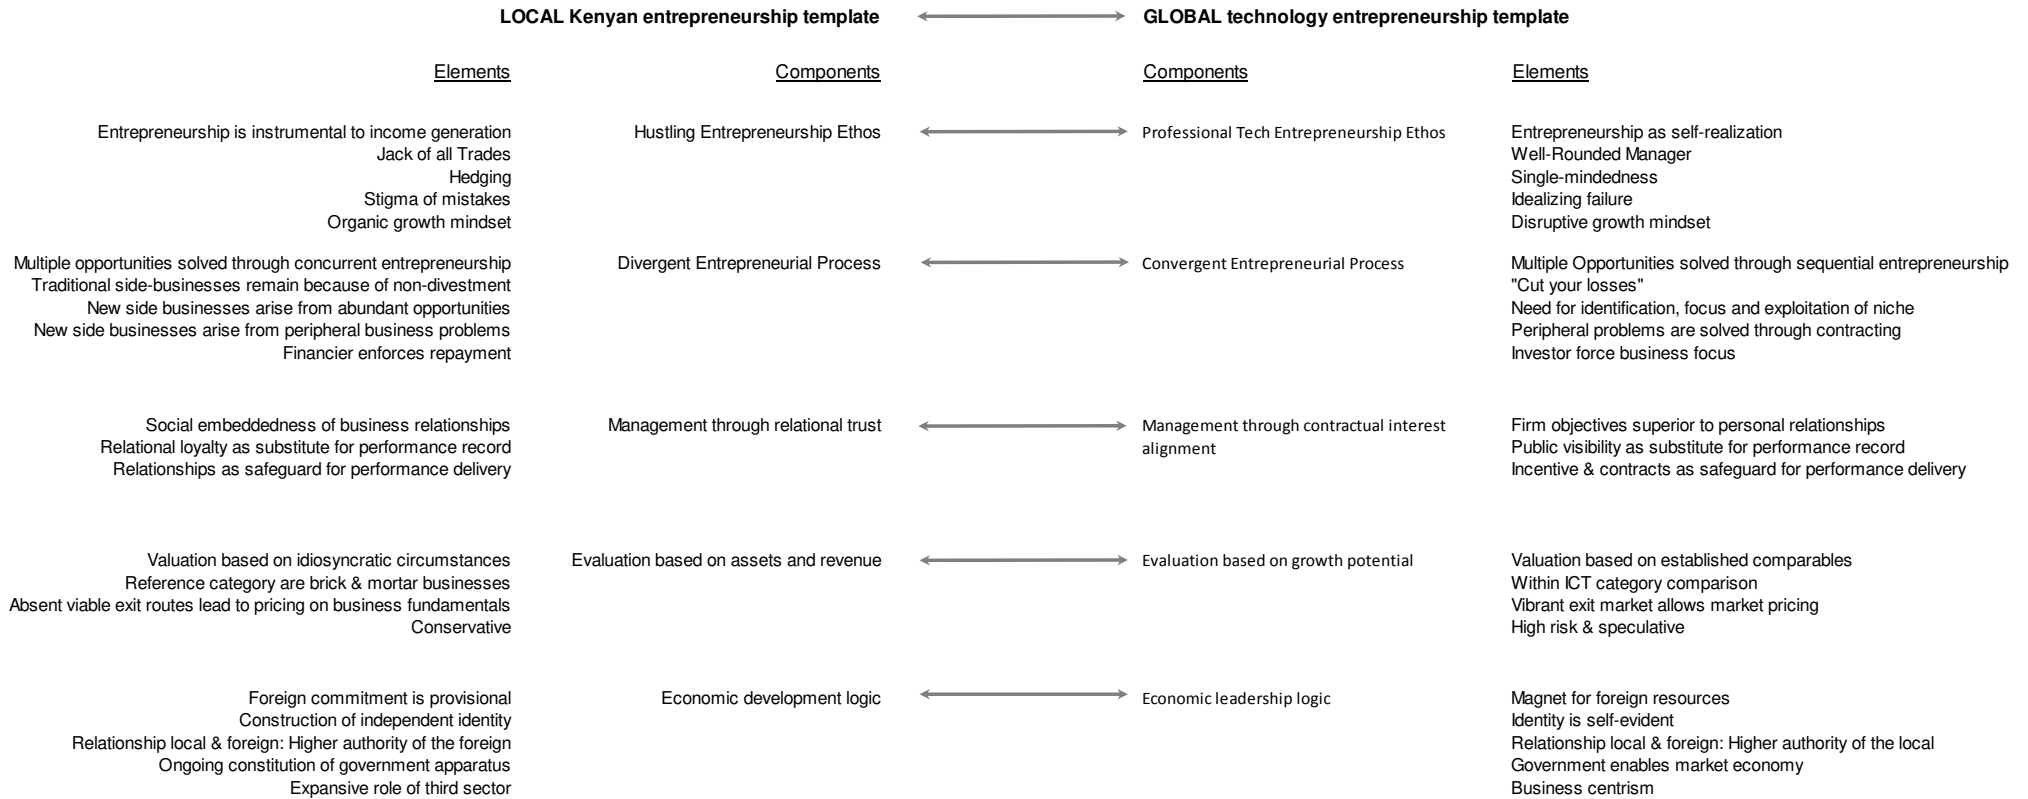 LOCAL Kenyan entrepreneurship template GLOBAL technology entrepreneurship template
Elements Components Components Elements
Entrepreneurship is instrumental to income generation Hustling Entrepreneurship Ethos Professional Tech Entrepreneurship Ethos Entrepreneurship as self-realization
Jack of all Trades Well-Rounded Manager
Hedging Single-mindedness
Stigma of mistakes Idealizing failure
Organic growth mindset Disruptive growth mindset
Multiple opportunities solved through concurrent entrepreneurship Divergent Entrepreneurial Process Convergent Entrepreneurial Process Multiple Opportunities solved through sequential entrepreneurship
Traditional side-businesses remain because of non-divestment "Cut your losses"
New side businesses arise from abundant opportunities Need for identification, focus and exploitation of niche
New side businesses arise from peripheral business problems Peripheral problems are solved through contracting
Financier enforces repayment Investor force business focus
Social embeddedness of business relationships Management through relational trust Management through contractual interest Firm objectives superior to personal relationships
Relational loyalty as substitute for performance record alignment Public visibility as substitute for performance record
Relationships as safeguard for performance delivery Incentive & contracts as safeguard for performance delivery
Valuation based on idiosyncratic circumstances Evaluation based on assets and revenue Evaluation based on growth potential Valuation based on established comparables
Reference category are brick & mortar businesses Within ICT category comparison
Absent viable exit routes lead to pricing on business fundamentals Vibrant exit market allows market pricing
Conservative High risk & speculative
Foreign commitment is provisional Economic development logic Economic leadership logic Magnet for foreign resources
Construction of independent identity Identity is self-evident
Relationship local & foreign: Higher authority of the foreign Relationship local & foreign: Higher authority of the local
Ongoing constitution of government apparatus Government enables market economy
Expansive role of third sector Business centrism